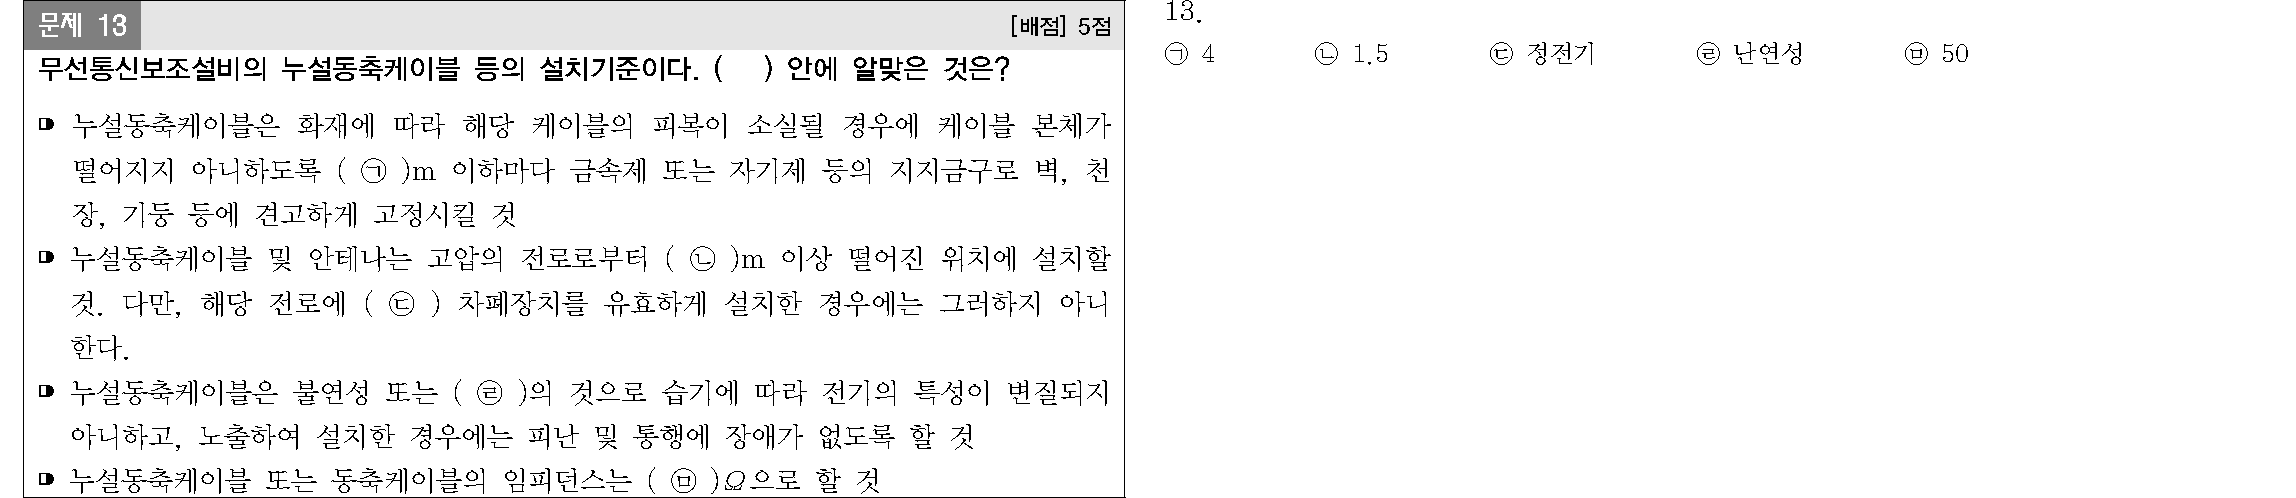 문제 13 [배점] 5점
무선통신보조설비의 누설동축케이블 등의 설치기준이다. ( ) 안에 알맞은 것은?
누설동축케이블은 화재에 따라 해당 케이블의 피복이 소실될 경우에 케이블 본체가
떨어지지 아니하도록 ( ㉠ )m 이하마다 금속제 또는 자기제 등의 지지금구로 벽, 천
장, 기둥 등에 견고하게 고정시킬 것
누설동축케이블 및 안테나는 고압의 전로로부터 ( ㉡ )m 이상 떨어진 위치에 설치할
것. 다만, 해당 전로에 ( ㉢ ) 차폐장치를 유효하게 설치한 경우에는 그러하지 아니
한다.
누설동축케이블은 불연성 또는 ( ㉣ )의 것으로 습기에 따라 전기의 특성이 변질되지
아니하고, 노출하여 설치한 경우에는 피난 및 통행에 장애가 없도록 할 것
누설동축케이블 또는 동축케이블의 임피던스는 ( ㉤ )Ω으로 할 것
13.
㉠ 4 ㉡ 1.5 ㉢ 정전기 ㉣ 난연성 ㉤ 50